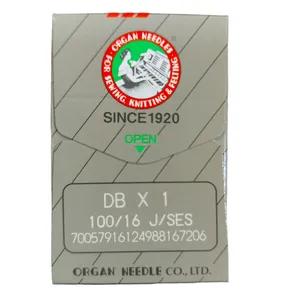 ORGAN NEEDLES
FOR SEWING, KNITTING & FELTING
SINCE1920
OPEN
DB X 1
100/16 J/SES
70057916124988167206
ORGAN NEEDLE CO., LTD.